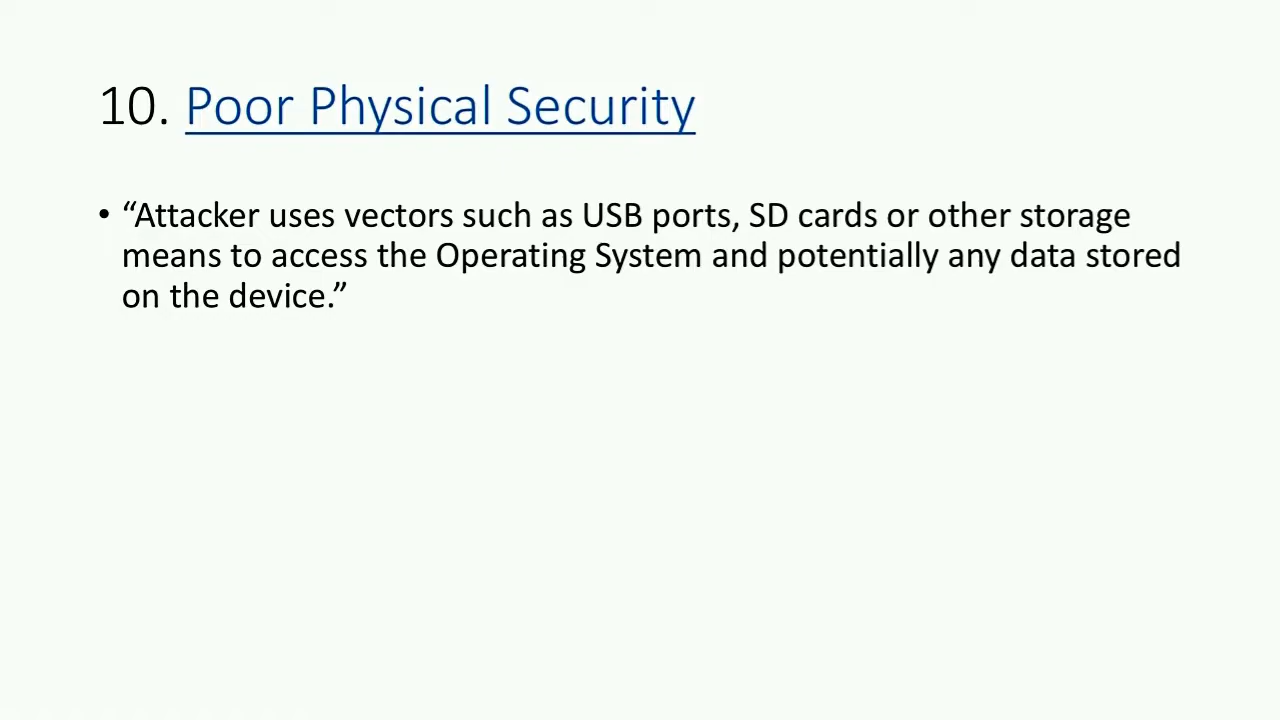 10. Poor Physical Security
• “Attacker uses vectors such as USB ports, SD cards or other storage
means to access the Operating System and potentially any data stored
on the device.”